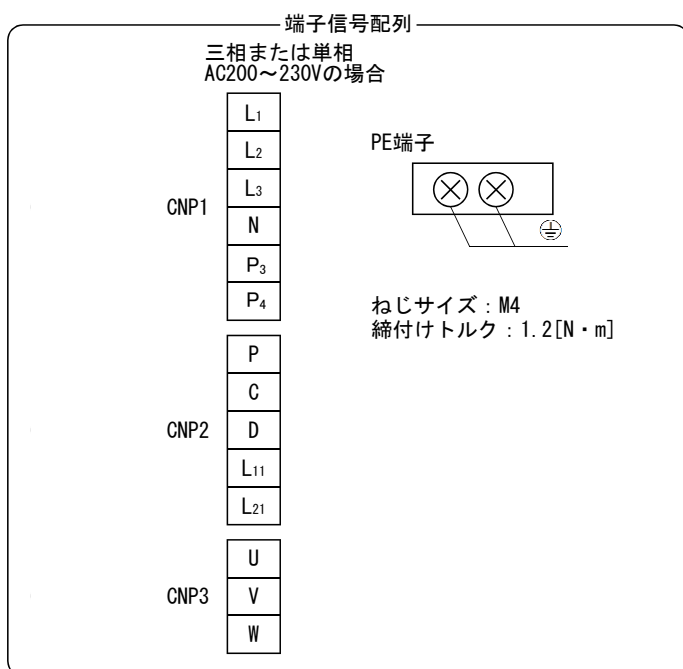 端子信号配列
三相または単相
AC200～230Vの場合
CNP1
L1
L2
L3
N
P3
P4
CNP2
P
C
D
L11
L21
CNP3
U
V
W
PE端子
ねじサイズ：M4
締付けトルク：1.2[N・m]